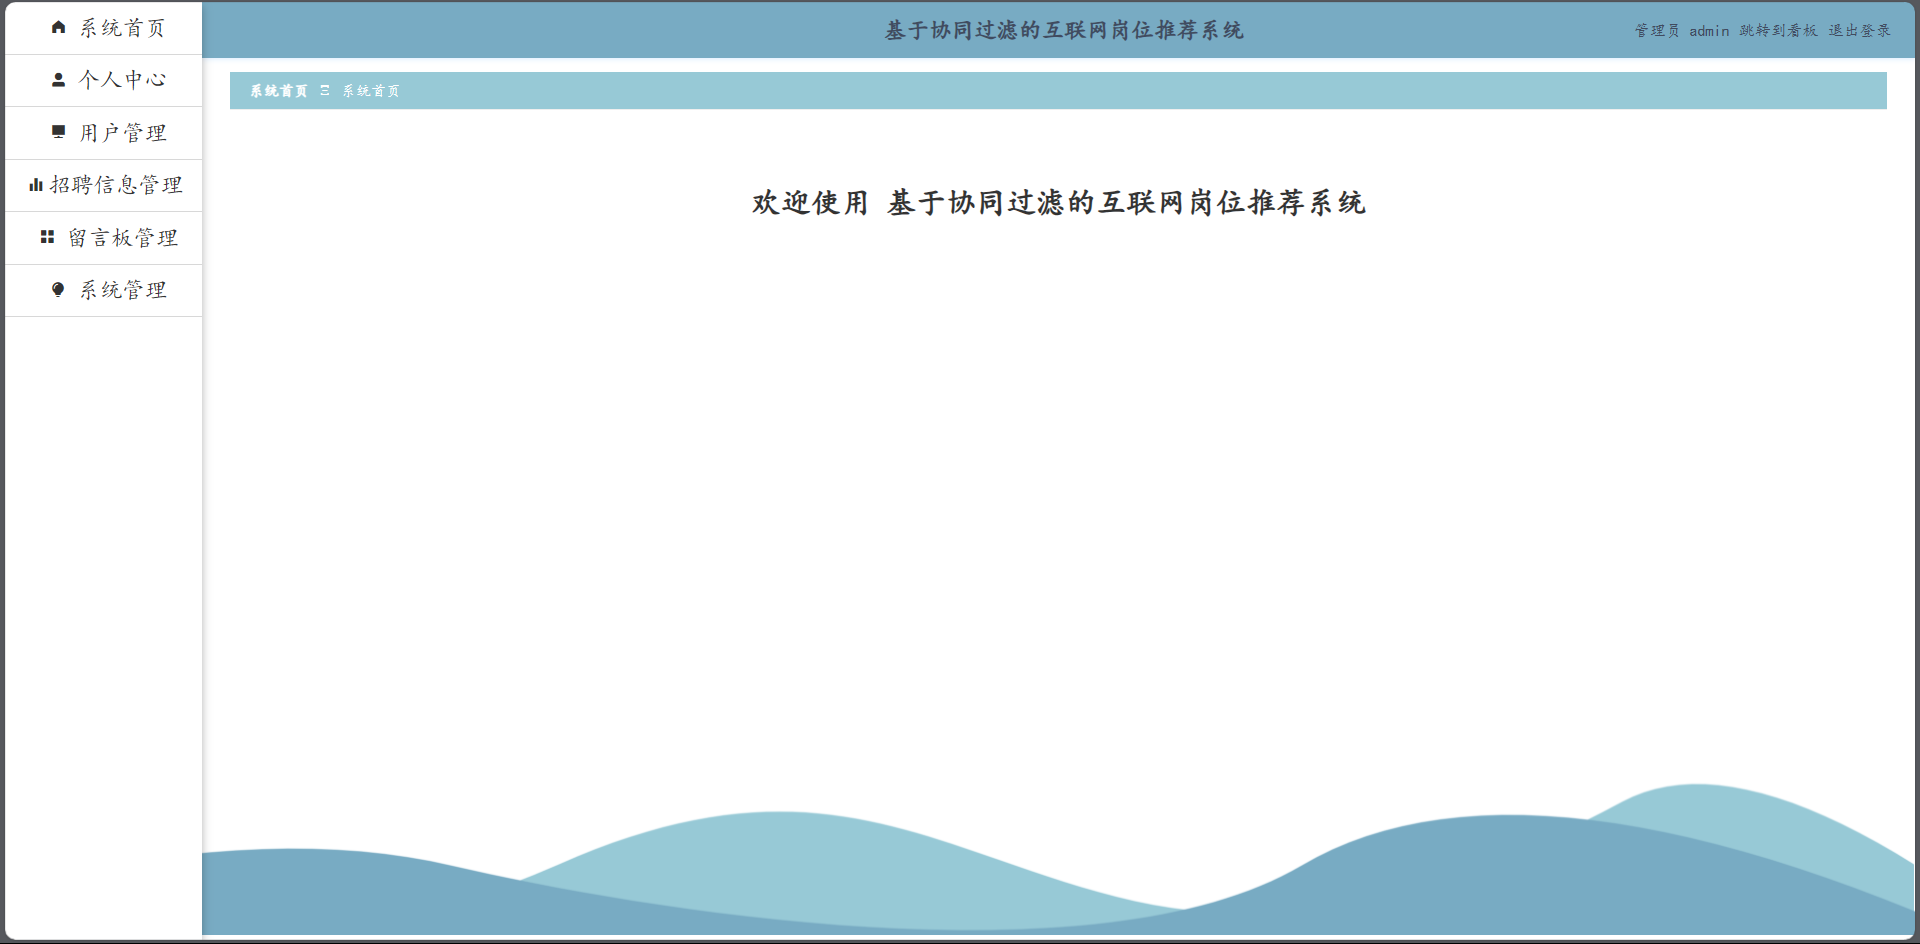 系统首页
个人中心
用户管理
招聘信息管理
留言板管理
系统管理
基于协同过滤的互联网岗位推荐系统
管理员 admin 跳转到看板 退出登录
系统首页 Ξ 系统首页
欢迎使用 基于协同过滤的互联网岗位推荐系统